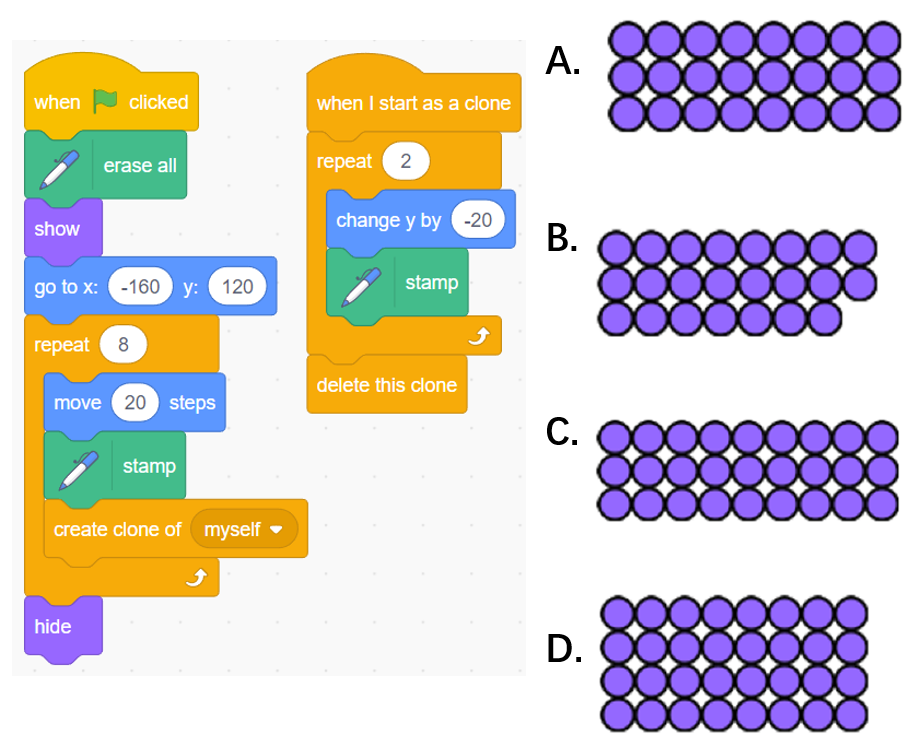 when clicked
erase all
show
go to x: -160 y: 120
repeat 8
move 20 steps
stamp
create clone of myself
hide
when I start as a clone
repeat 2
change y by -20
stamp
delete this clone
A.
B.
C.
D.